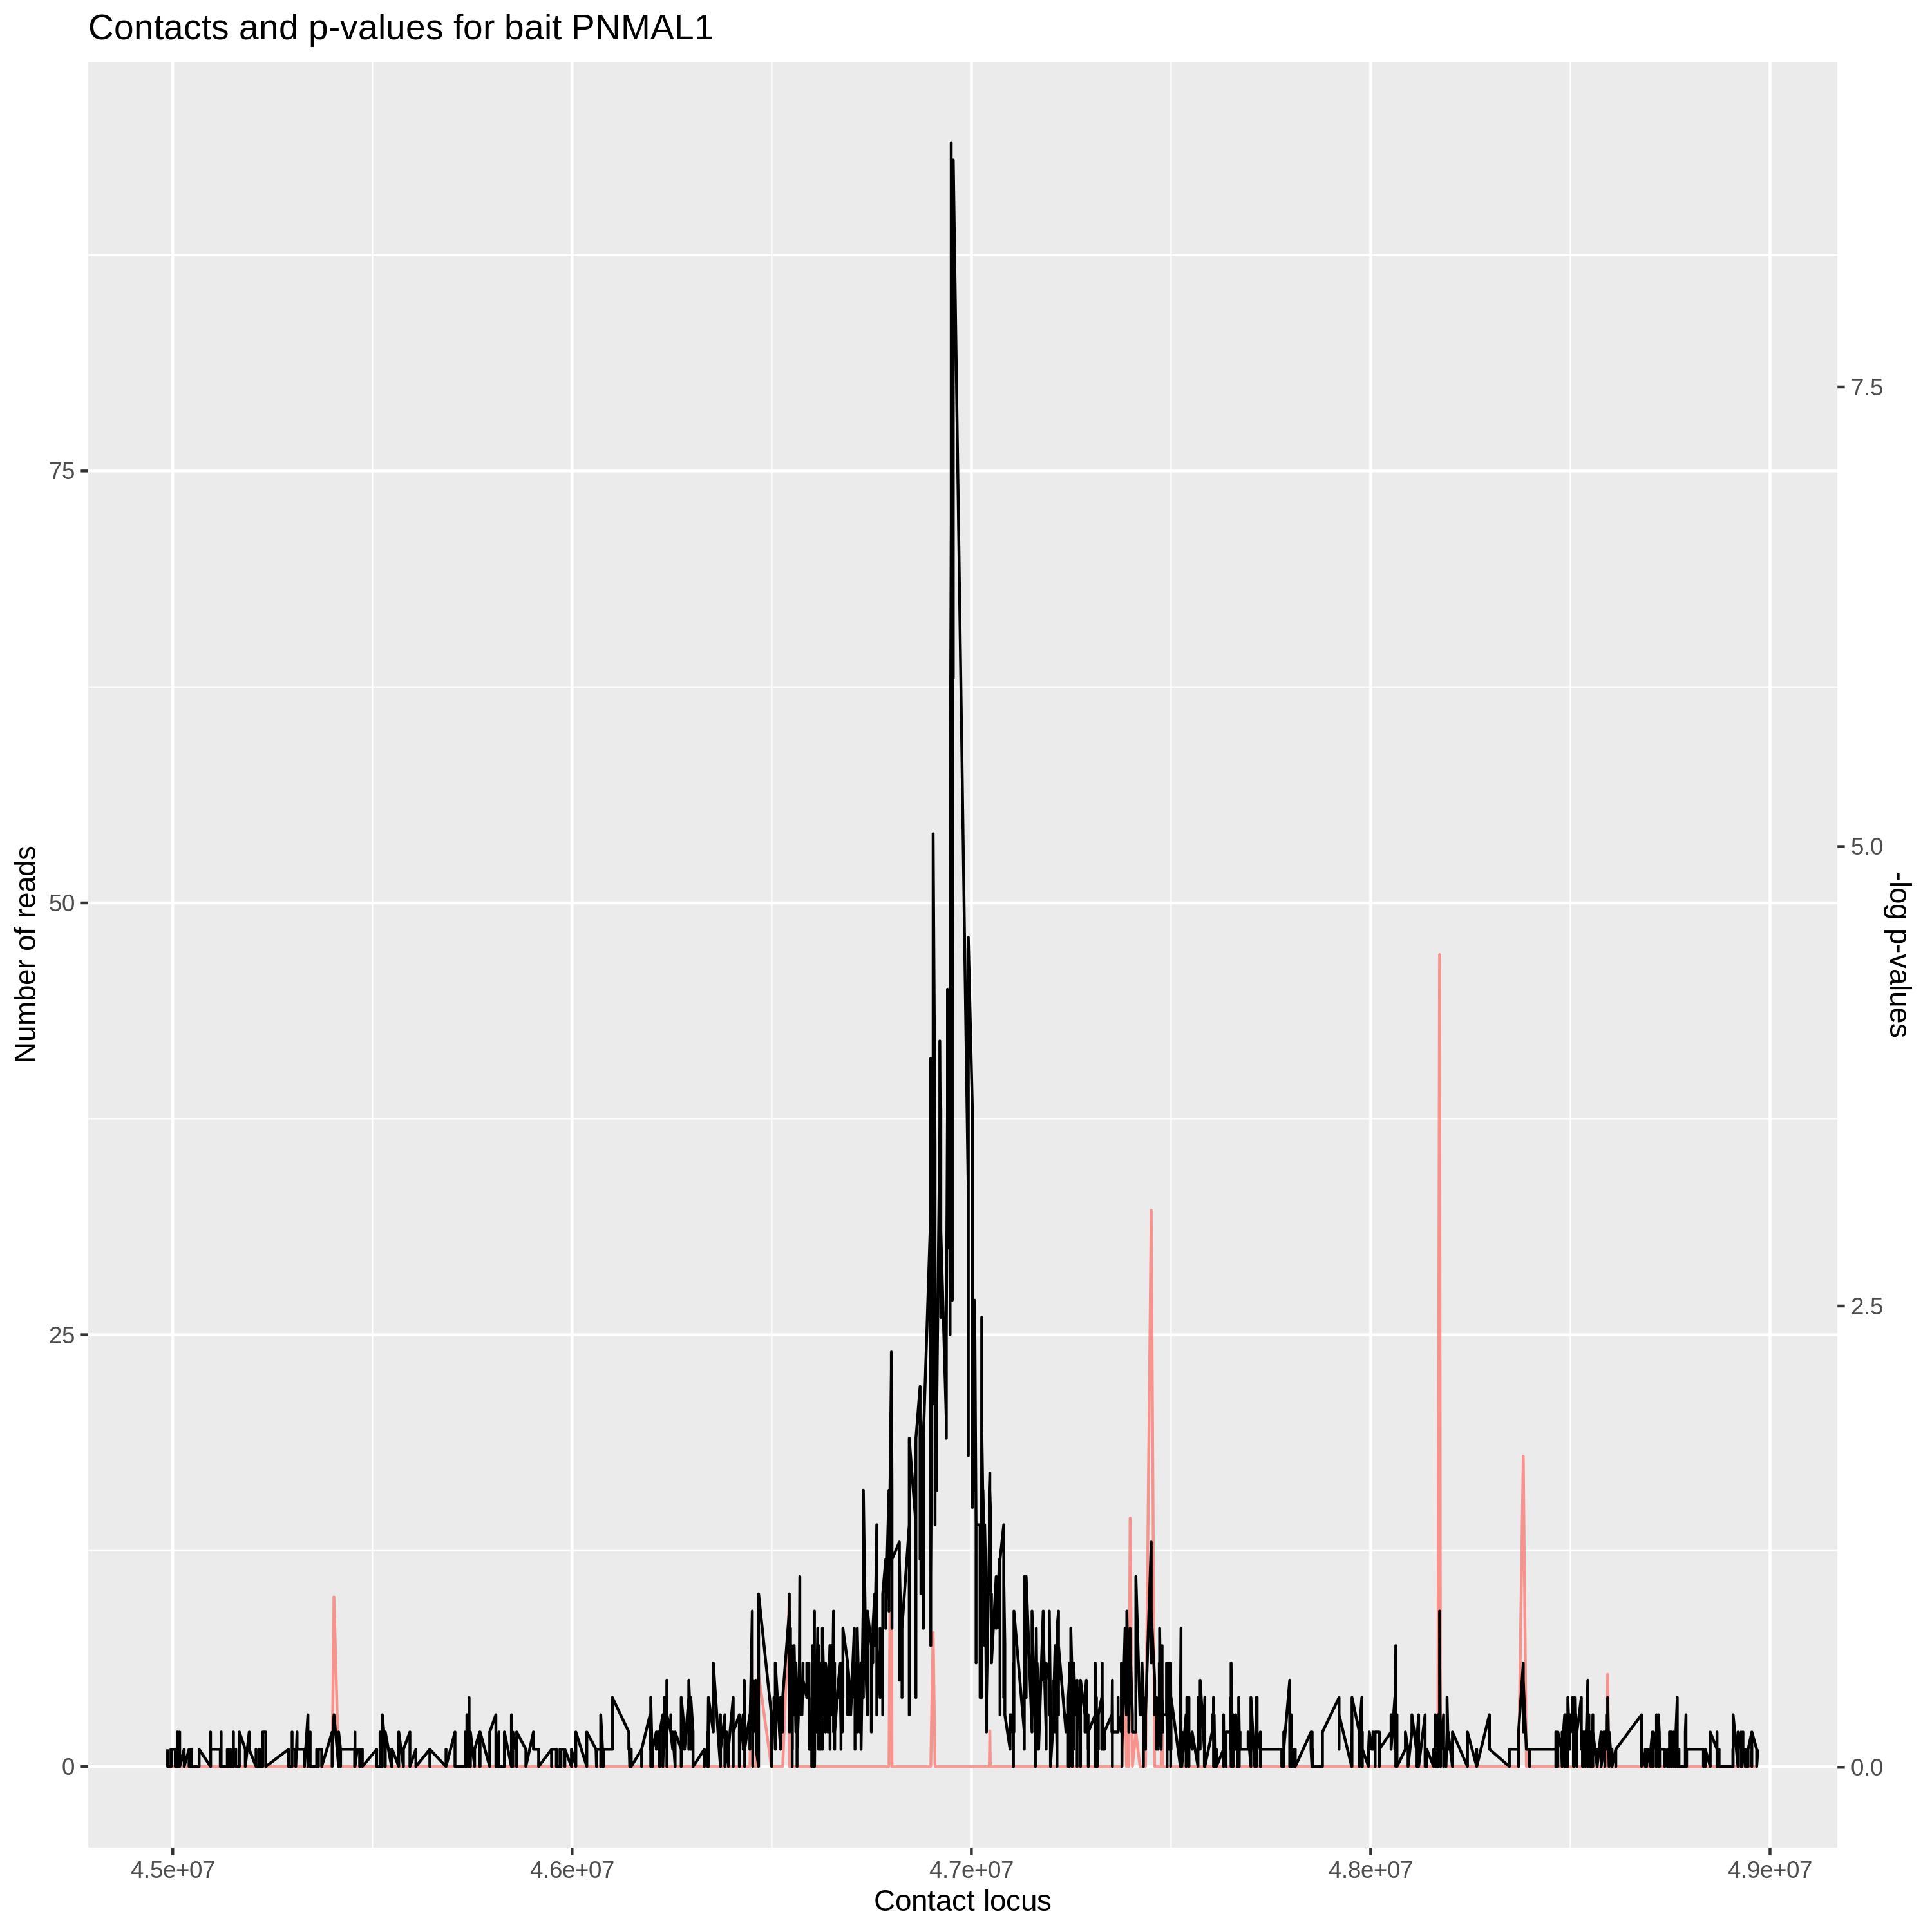 Contacts and p-values for bait PNMAL1
75
50
25
0
Number of reads
7.5
5.0
2.5
0.0
-log p-values
4.5e+07
4.6e+07
4.7e+07
4.8e+07
4.9e+07
Contact locus